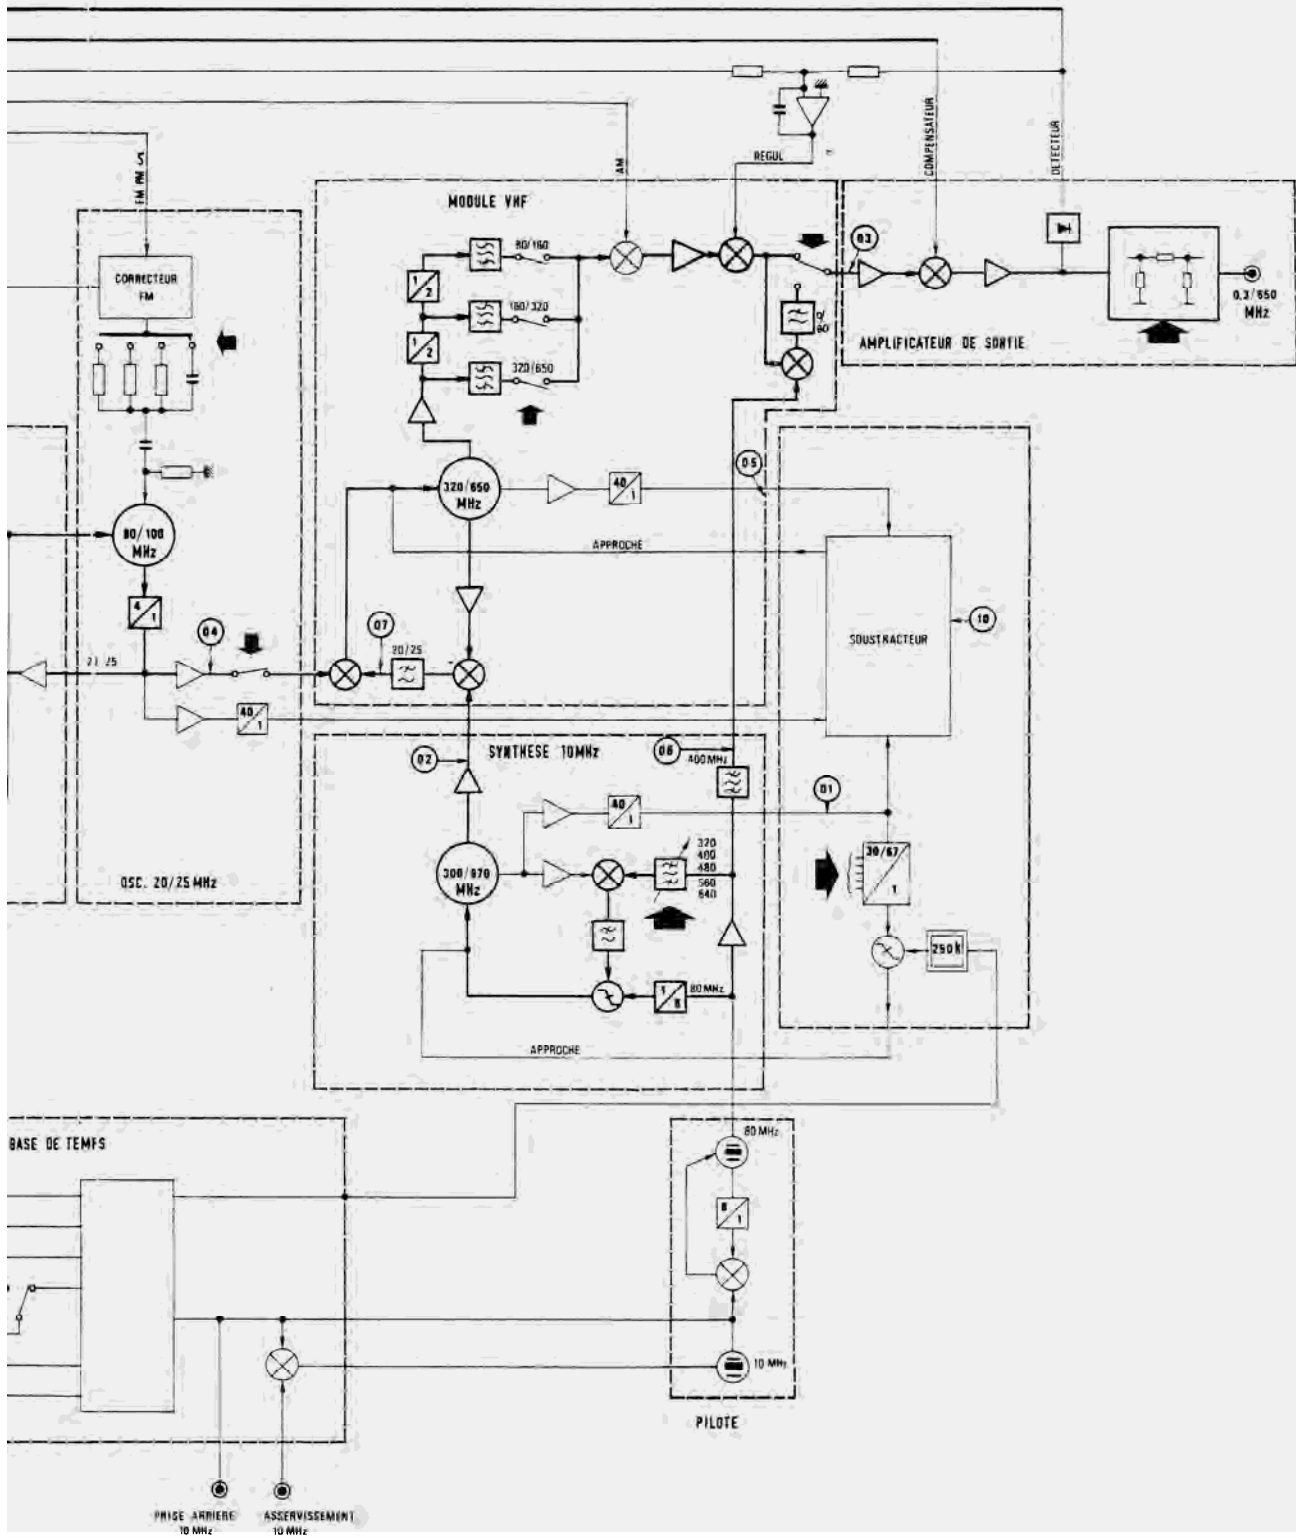 FM PM S
AM
REGUL
COMPENSATEUR
DETECTEUR
MODULE VHF
80/160
1
2
CORRECTEUR
FM
160/320
1
2
320/650
03
0.3/650
MHz
AMPLIFICATEUR DE SORTIE
05
320/650
MHz
40
1
80/100
MHz
APPROCHE
4
1
04
07
20/25
SOUSTRACTEUR
10
40
1
02
SYNTHESE 10MHz
06
400 MHz
01
40
1
300/670
MHz
320
400
480
560
640
30/67
1
OSC. 20/25 MHz
250k
1
8
80 MHz
APPROCHE
BASE DE TEMPS
80 MHz
8
1
10 MHz
PILOTE
PRISE ARRIERE
10 MHz
ASSERVISSEMENT
10 MHz